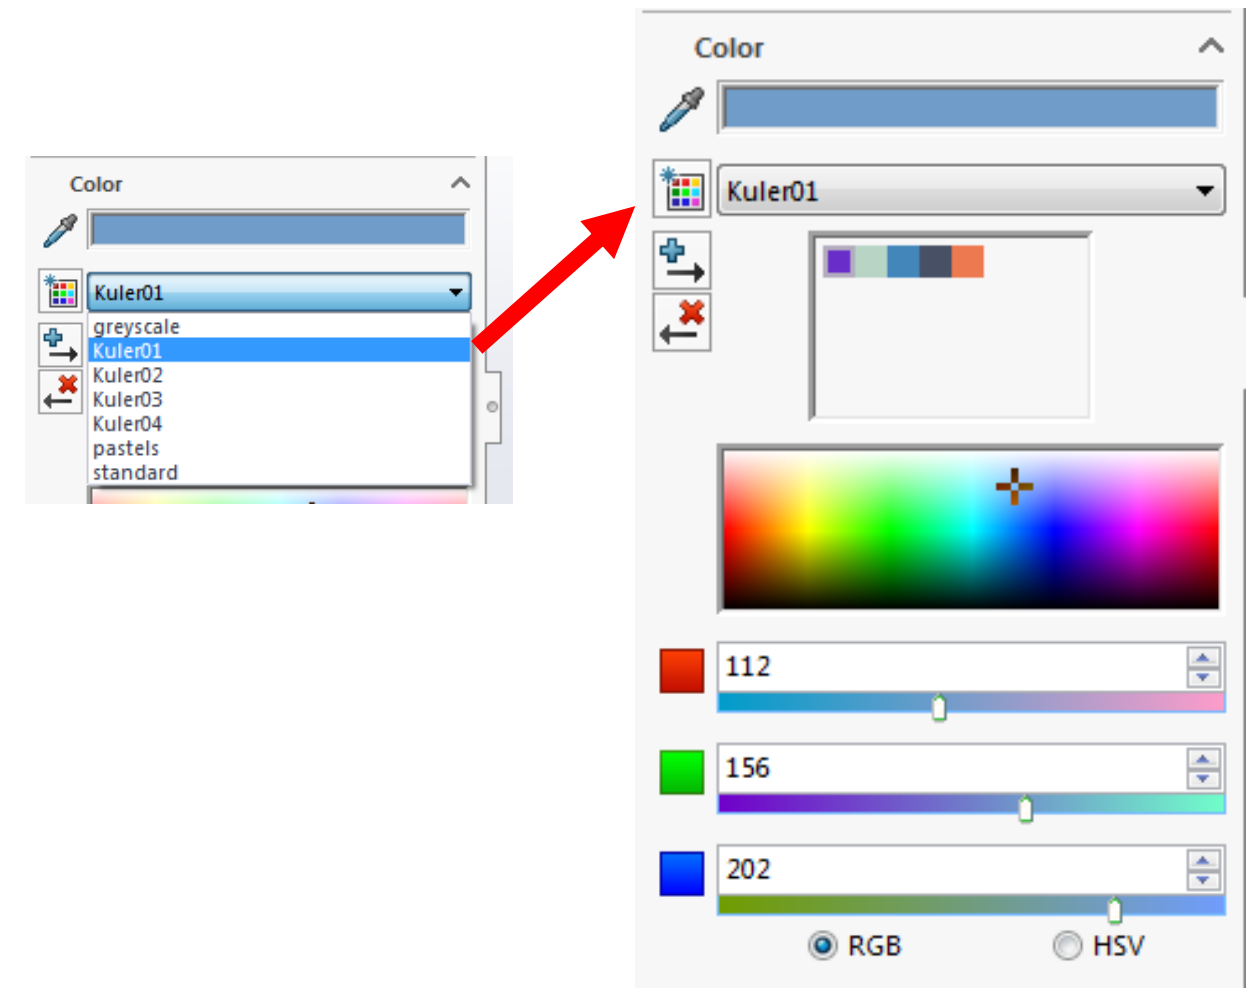 Color
Kuler01
greyscale
Kuler01
Kuler02
Kuler03
Kuler04
pastels
standard
Color
Kuler01
112
156
202
RGB HSV